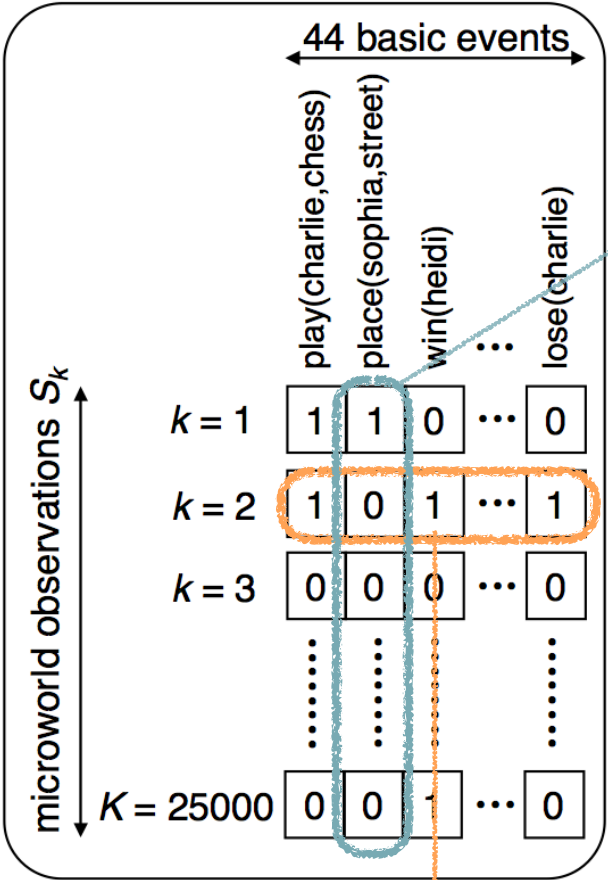 44 basic events
play(charlie,chess)
place(sophia,street)
win(heidi)
...
lose(charlie)
microworld observations Sk
k = 1 1 1 0 ... 0
k = 2 1 0 1 ... 1
k = 3 0 0 0 ... 0
K = 25000 0 0 1 ... 0